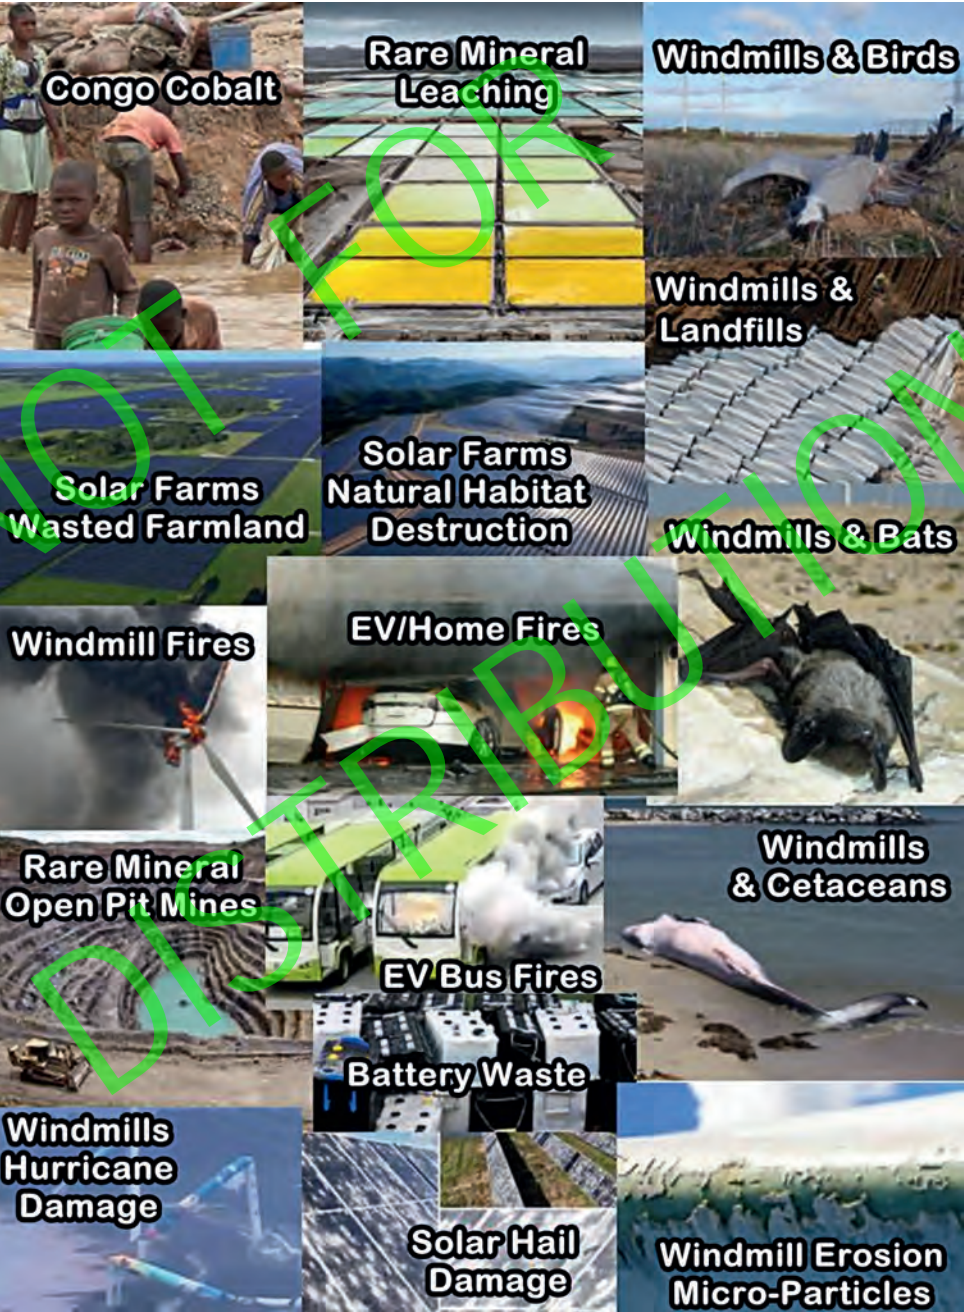 Congo Cobalt
Rare Mineral
Leaching
Windmills & Birds
Windmills &
Landfills
Solar Farms
Wasted Farmland
Solar Farms
Natural Habitat
Destruction
Windmills & Bats
Windmill Fires
EV/Home Fires
Rare Mineral
Open Pit Mines
EV Bus Fires
Windmills
& Cetaceans
Battery Waste
Windmills
Hurricane
Damage
Solar Hail
Damage
Windmill Erosion
Micro-Particles
NOT FOR
DISTRIBUTION